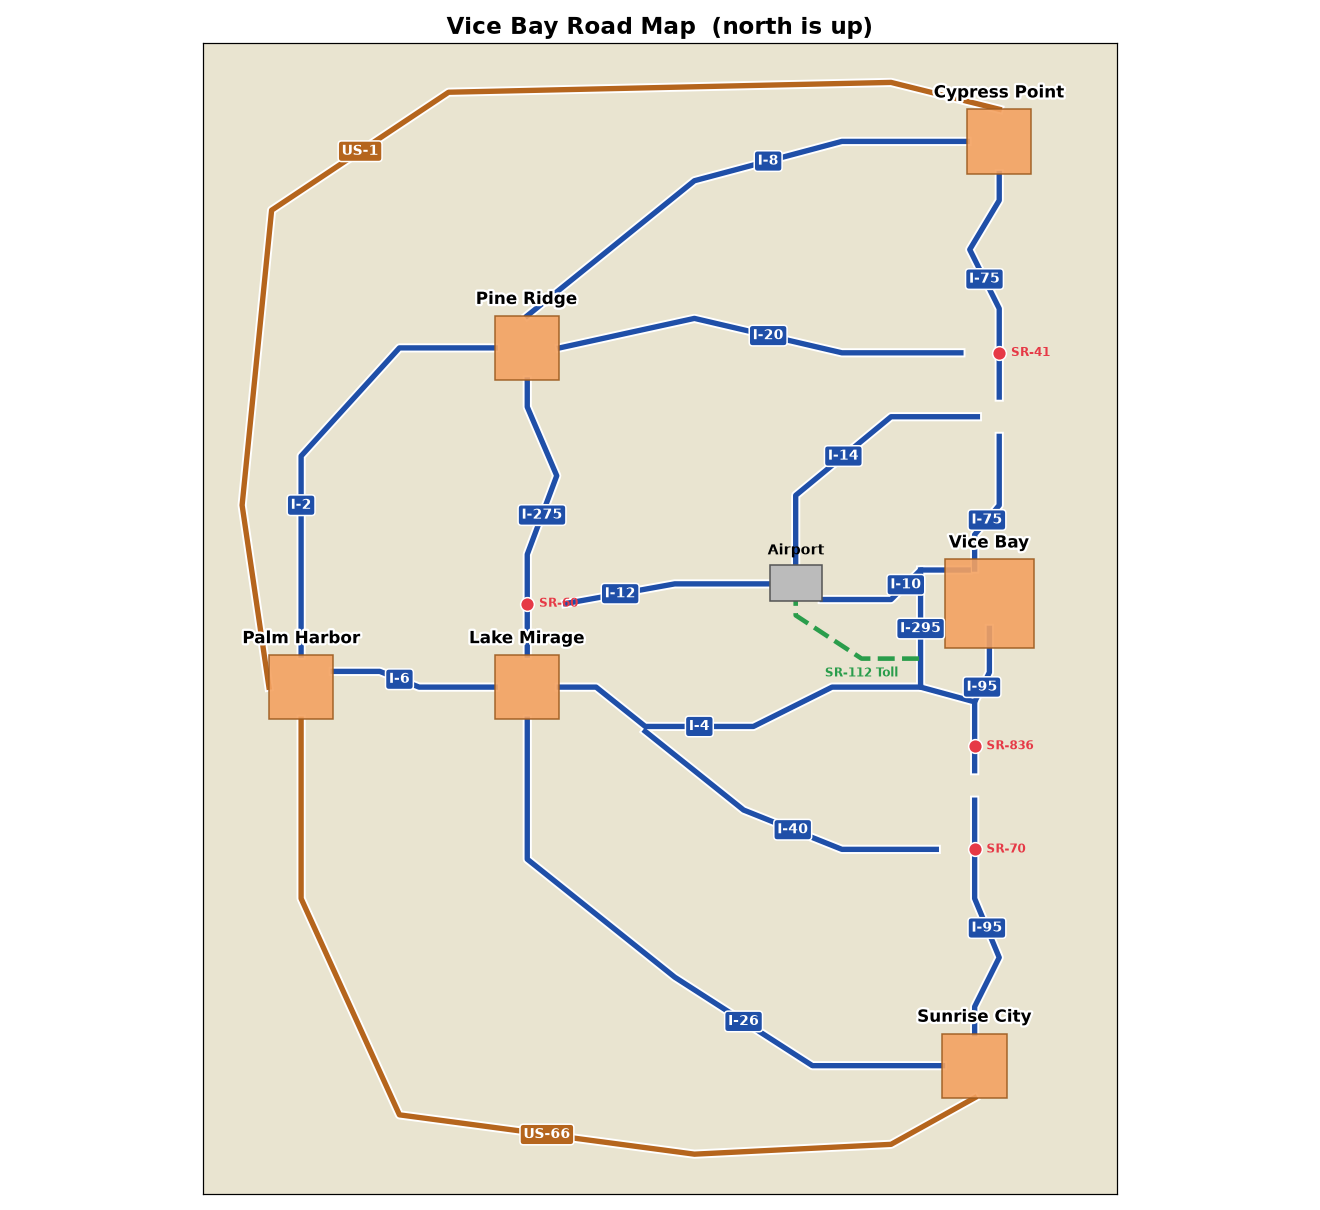 Vice Bay Road Map  (north is up)
Cypress Point
US-1
I-8
I-75
Pine Ridge
I-20
SR-41
I-14
I-2
I-275
I-75
Vice Bay
Airport
I-10
I-12
SR-60
I-295
Palm Harbor
Lake Mirage
SR-112 Toll
I-6
I-95
I-4
SR-836
I-40
SR-70
I-95
Sunrise City
I-26
US-66